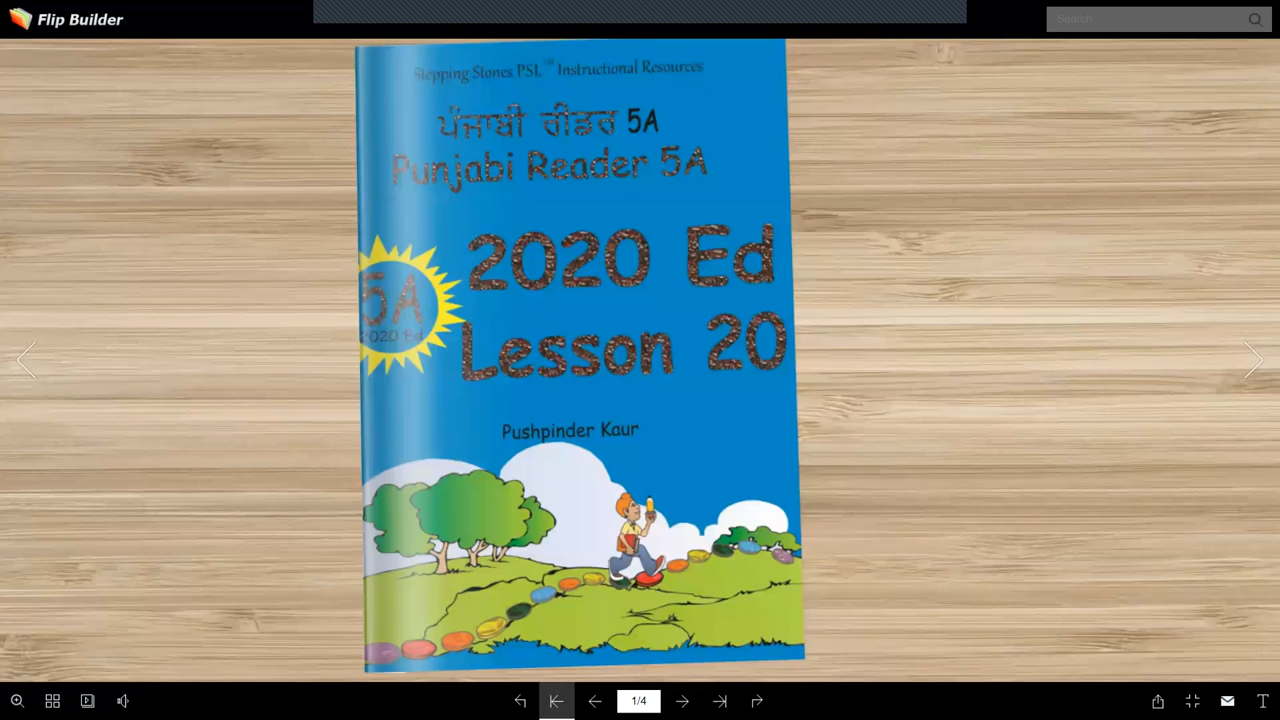 Flip Builder
Search
Stepping Stones PSL™ Instructional Resources
ਪੰਜਾਬੀ ਰੀਡਰ 5A
Punjabi Reader 5A
2020 Ed
Lesson 20
5A
2020 Ed
Pushpinder Kaur
1/4